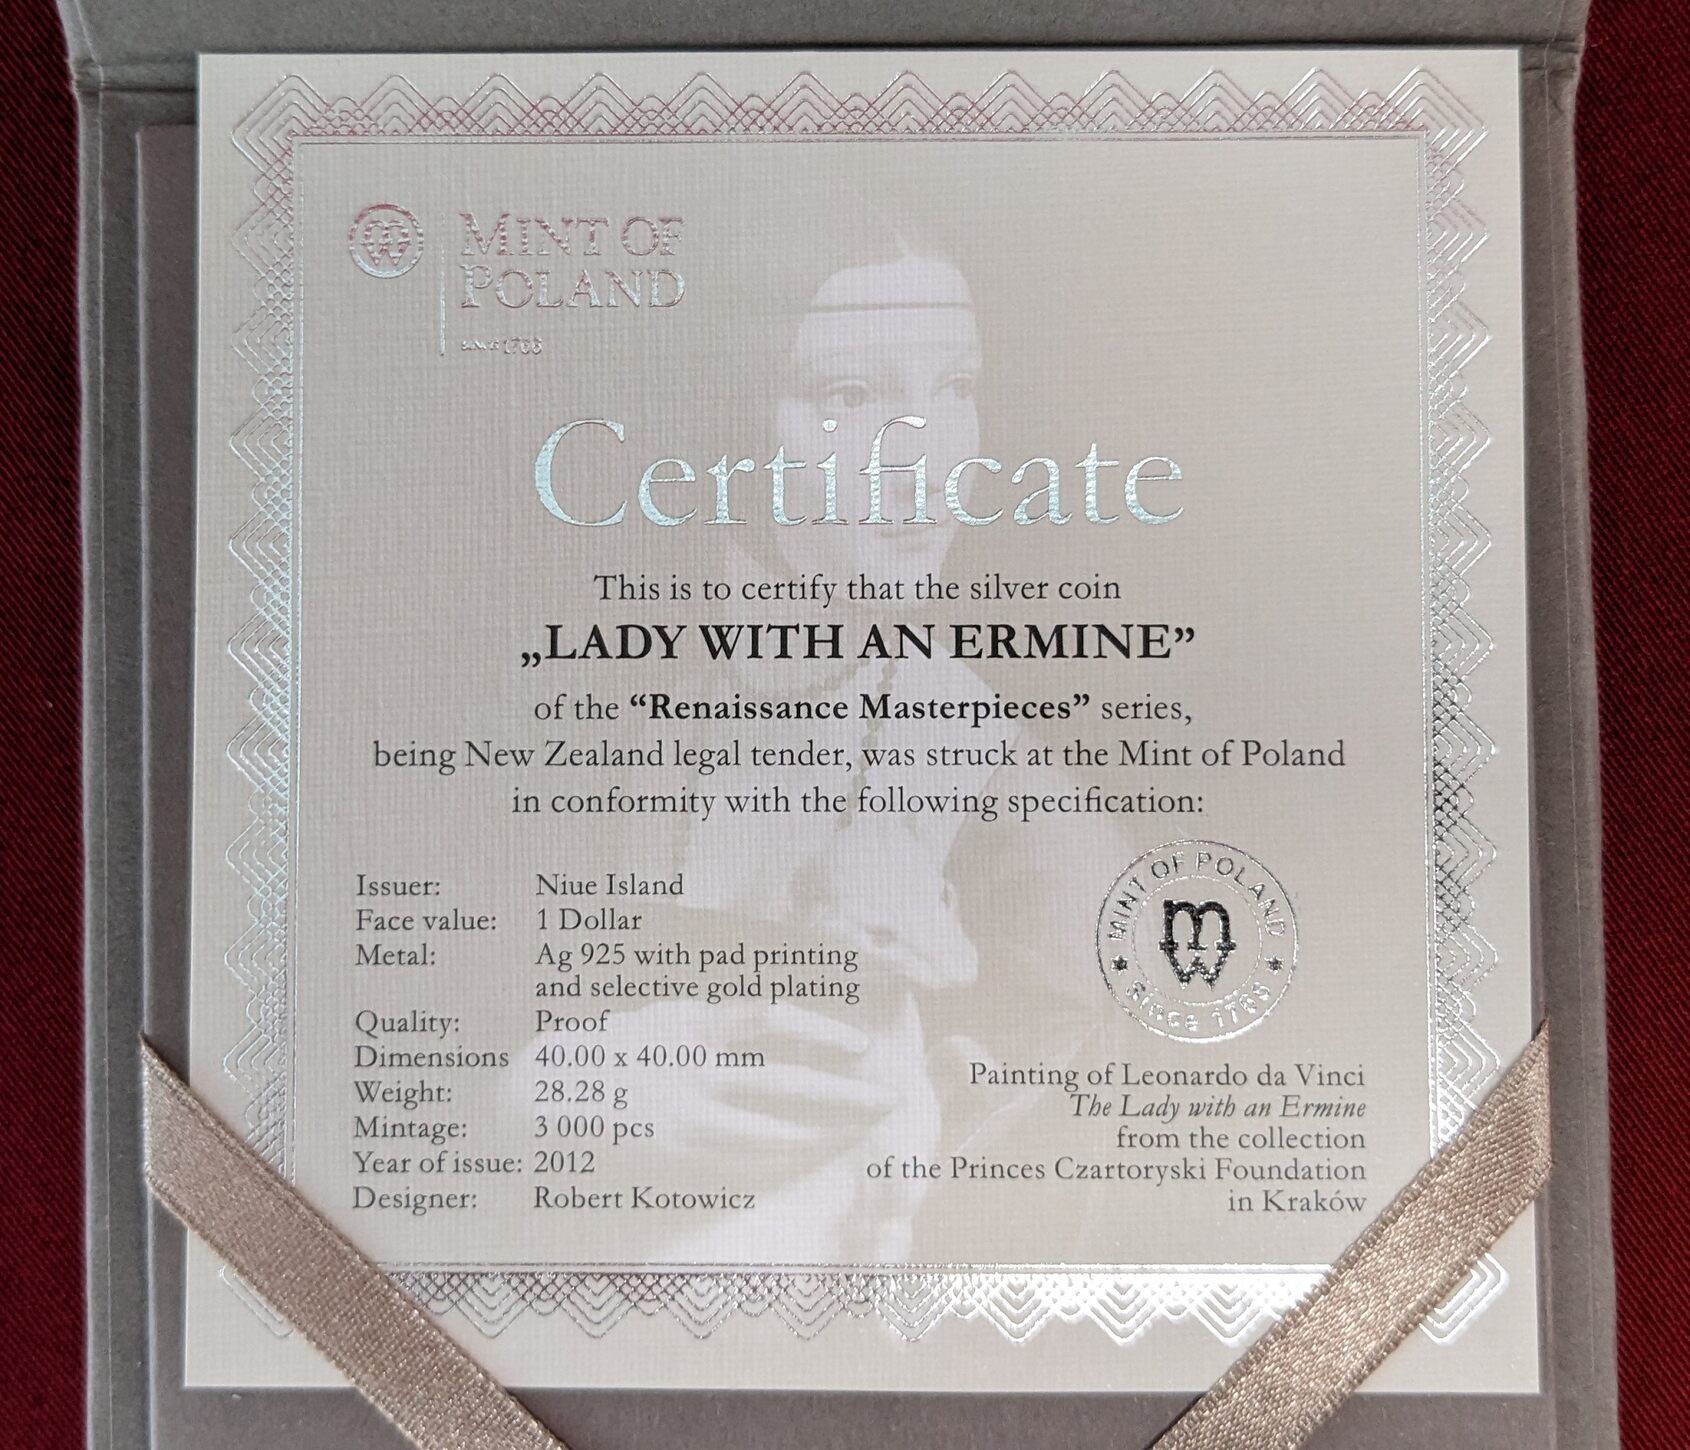 MINT OF
POLAND
SINCE 1766
Certificate
This is to certify that the silver coin
„LADY WITH AN ERMINE”
of the “Renaissance Masterpieces” series,
being New Zealand legal tender, was struck at the Mint of Poland
in conformity with the following specification:
Issuer: Niue Island
Face value: 1 Dollar
Metal: Ag 925 with pad printing
and selective gold plating
Quality: Proof
Dimensions 40.00 x 40.00 mm
Weight: 28.28 g
Mintage: 3 000 pcs
Year of issue: 2012
Designer: Robert Kotowicz
MINT OF POLAND
Since 1766
Painting of Leonardo da Vinci
The Lady with an Ermine
from the collection
of the Princes Czartoryski Foundation
in Kraków